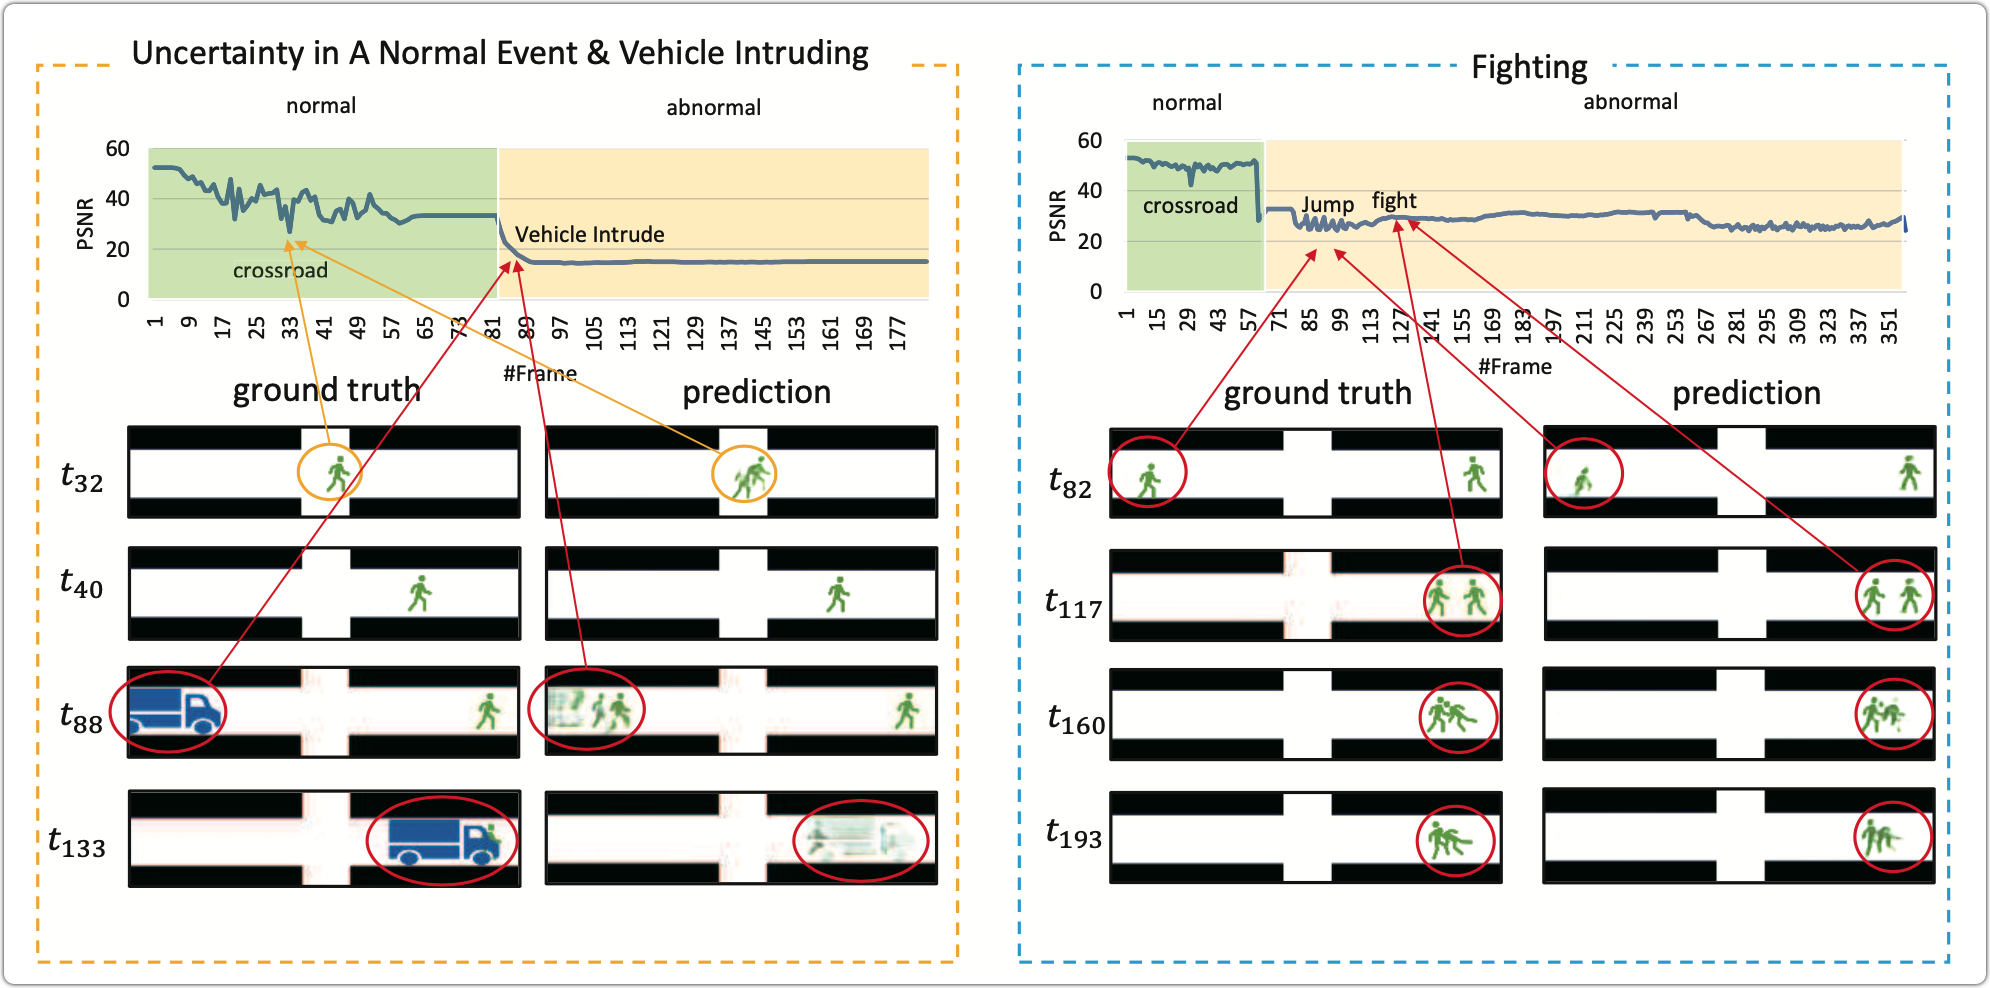 Uncertainty in A Normal Event & Vehicle Intruding
normal
abnormal
60
40
20
0
PSNR
Vehicle Intrude
crossroad
1 9 17 25 33 41 49 57 65 73 81 89 97 105 113 121 129 137 145 153 161 169 177
#Frame
ground truth
prediction
t32
t40
t88
t133
Fighting
normal
abnormal
60
40
20
0
PSNR
crossroad
Jump
fight
1 15 29 43 57 71 85 99 113 127 141 155 169 183 197 211 225 239 253 267 281 295 309 323 337 351
#Frame
ground truth
prediction
t82
t117
t160
t193